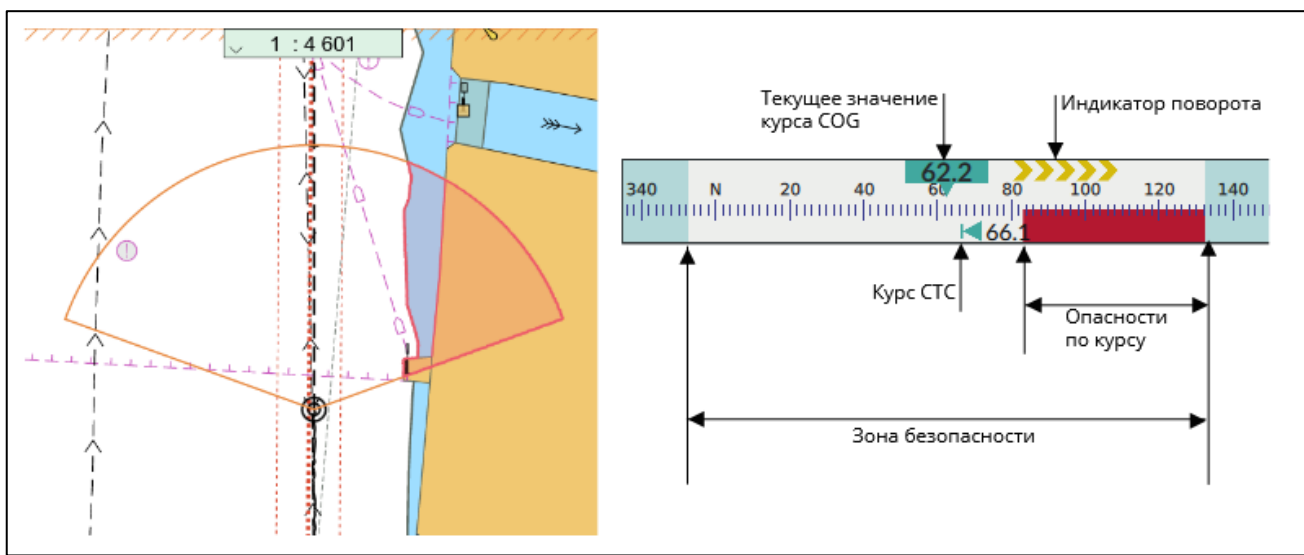 1 : 4 601
Текущее значение
курса COG
Индикатор поворота
62.2
340 N 20 40 60 80 100 120 140
66.1
Курс СТС
Опасности
по курсу
Зона безопасности